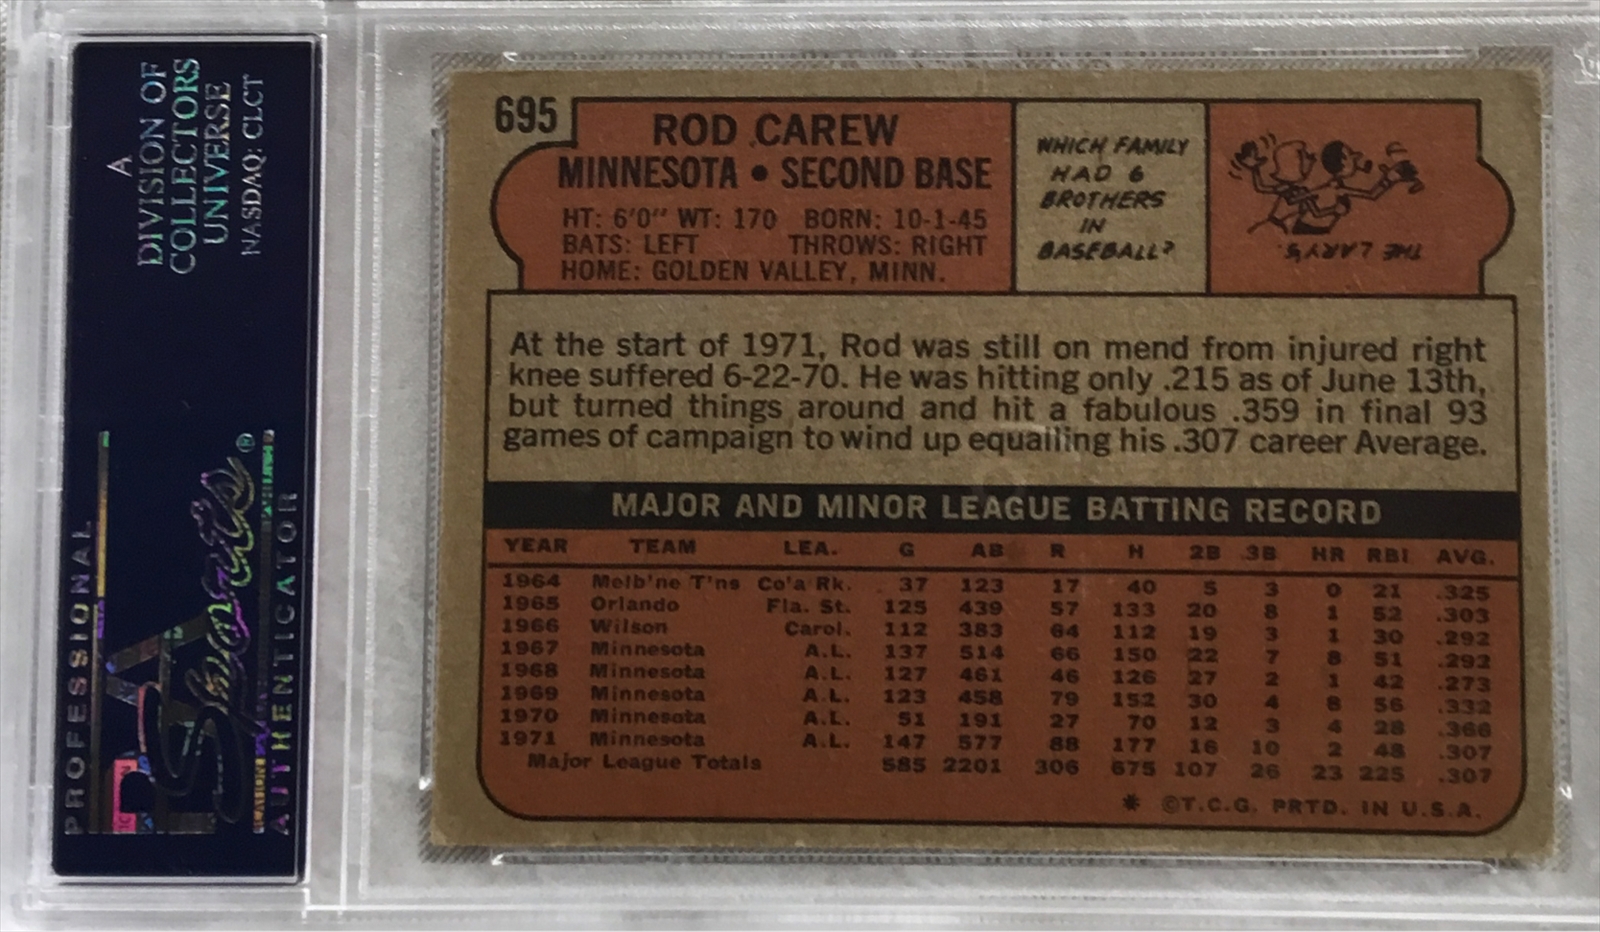 A
DIVISION OF
COLLECTORS
UNIVERSE
NASDAQ: CLCT
PROFESSIONAL
Sports
®
AUTHENTICATOR
695
ROD CAREW
MINNESOTA • SECOND BASE
HT: 6'0" WT: 170 BORN: 10-1-45
BATS: LEFT THROWS: RIGHT
HOME: GOLDEN VALLEY, MINN.
WHICH FAMILY
HAD 6
BROTHERS
IN
BASEBALL?
THE LARRYS.
At the start of 1971, Rod was still on mend from injured right
knee suffered 6-22-70. He was hitting only .215 as of June 13th,
but turned things around and hit a fabulous .359 in final 93
games of campaign to wind up equalling his .307 career Average.
MAJOR AND MINOR LEAGUE BATTING RECORD
YEAR TEAM LEA. G AB R H 2B 3B HR RBI AVG.
1964 Melb'ne T'ns Co'a Rk. 37 123 17 40 5 3 0 21 .325
1965 Orlando Fla. St. 125 439 57 133 20 8 1 52 .303
1966 Wilson Carol. 112 383 64 112 19 3 1 30 .292
1967 Minnesota A.L. 137 514 66 150 22 7 8 51 .292
1968 Minnesota A.L. 127 461 46 126 27 2 1 42 .273
1969 Minnesota A.L. 123 458 79 152 30 4 8 56 .332
1970 Minnesota A.L. 51 191 27 70 12 3 4 28 .366
1971 Minnesota A.L. 147 577 88 177 16 10 2 48 .307
Major League Totals 585 2201 306 675 107 26 23 225 .307
* ©T.C.G. PRTD. IN U.S.A.